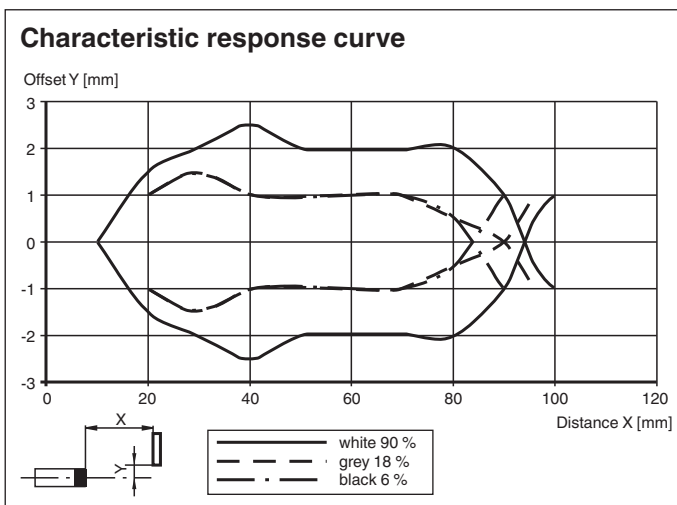 Characteristic response curve
Offset Y [mm]
3
2
1
0
-1
-2
-3
0 20 40 60 80 100 120
Distance X [mm]
X
Y
white 90 %
grey 18 %
black 6 %